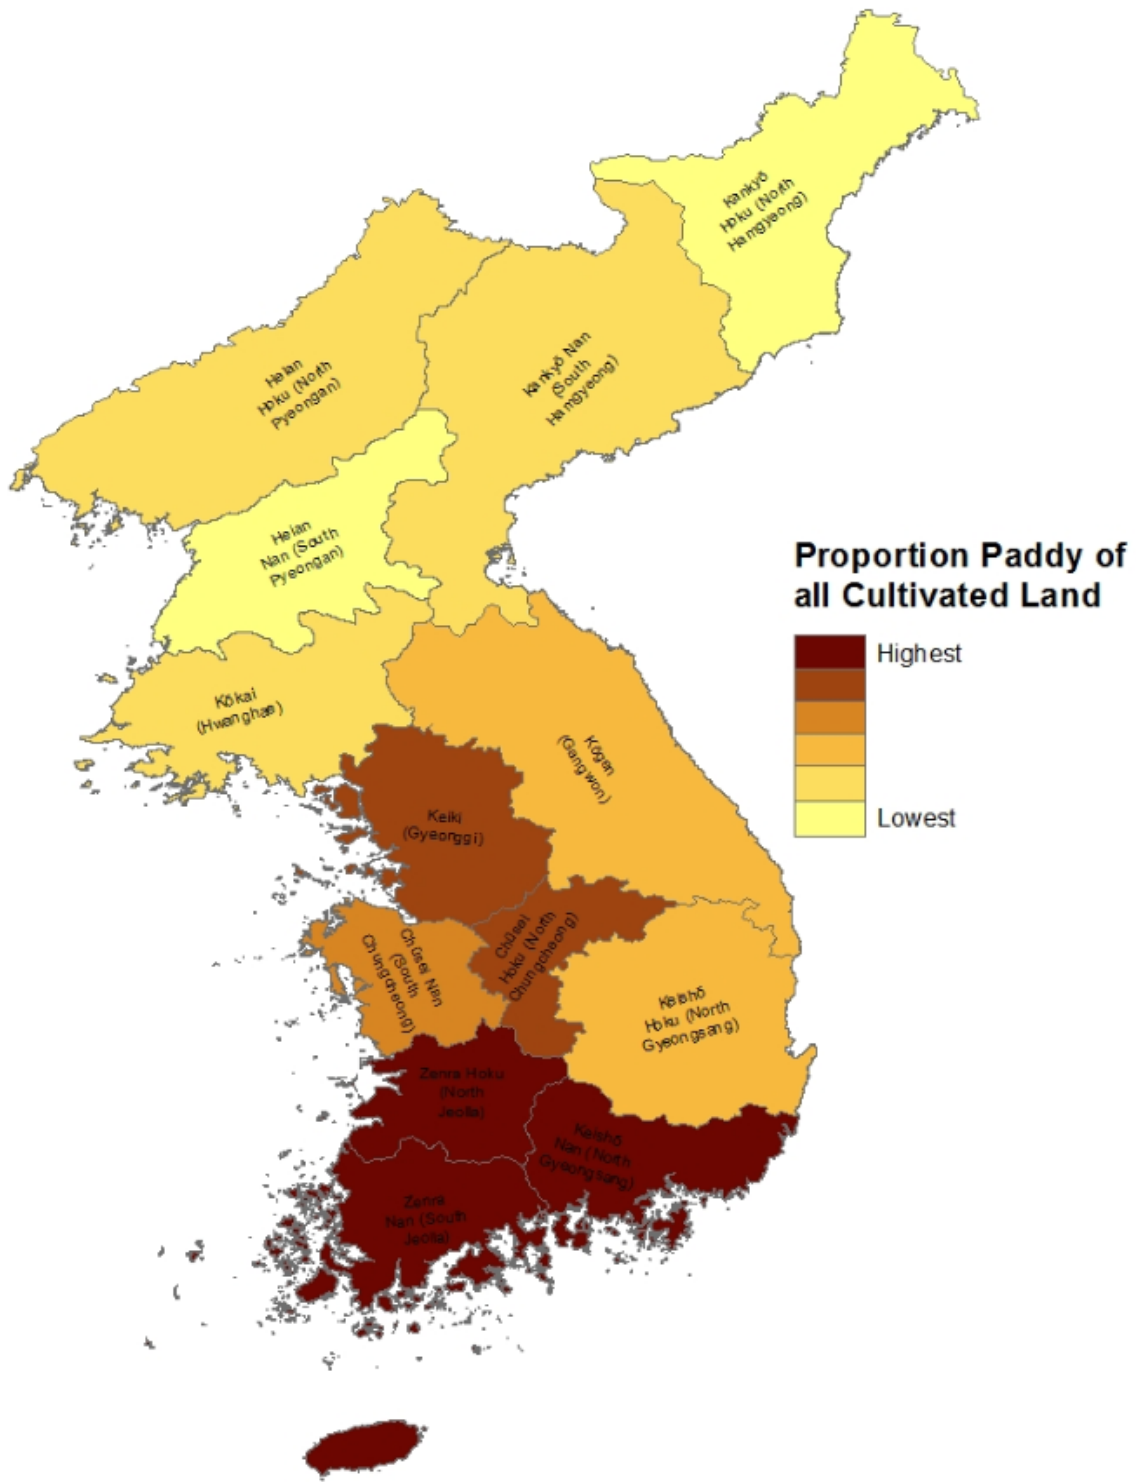 Kankyō
Hoku (North
Hamgyeong)
Heian
Hoku (North
Pyeongan)
Kankyō Nan
(South
Hamgyeong)
Heian
Nan (South
Pyeongan)
Proportion Paddy of
all Cultivated Land
Highest
Lowest
Kōkai
(Hwanghae)
Kōgen
(Gangwon)
Keiki
(Gyeonggi)
Chūsei Nan
(South
Chungcheong)
Chūsei
Hoku (North
Chungcheong)
Keishō
Hoku (North
Gyeongsang)
Zenra Hoku
(North
Jeolla)
Keishō
Nan (North
Gyeongsang)
Zenra
Nan (South
Jeolla)